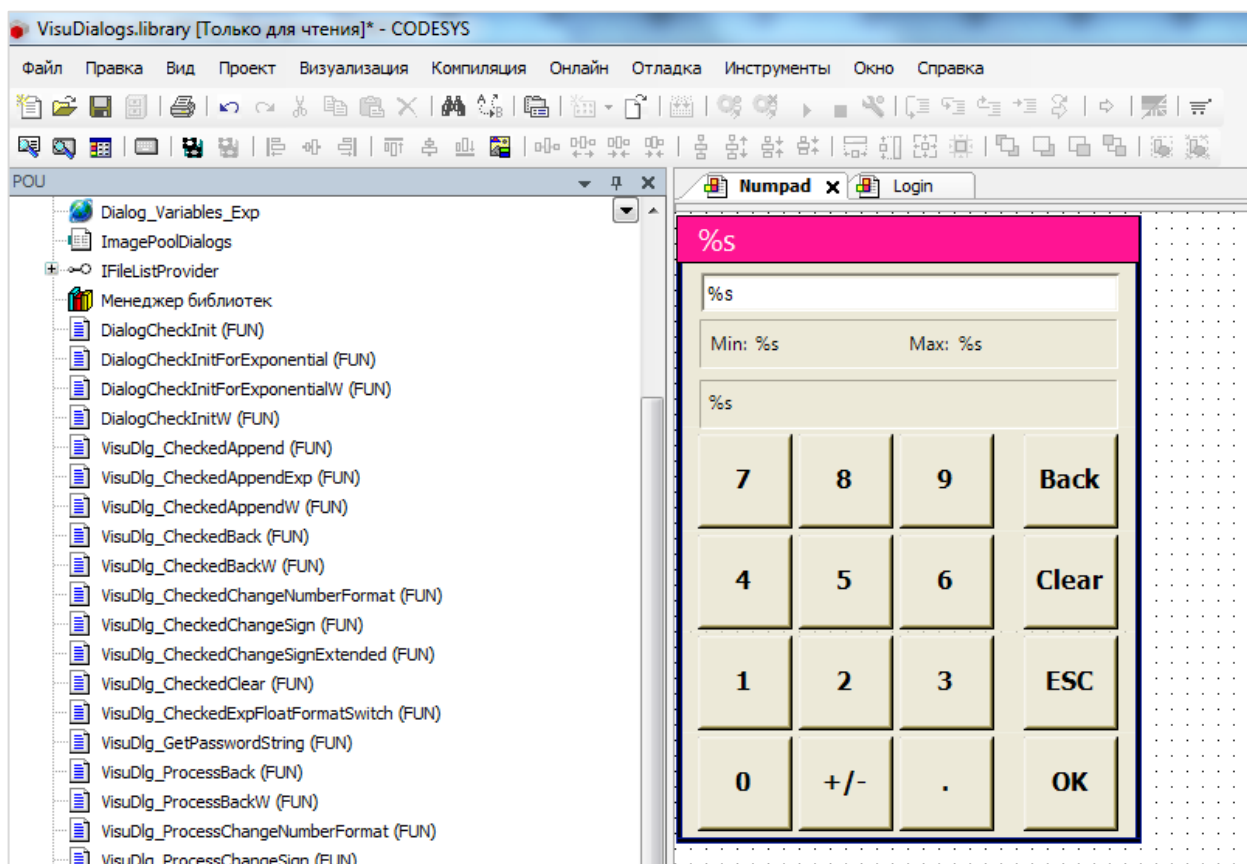 VisuDialogs.library [Только для чтения]* - CODESYS
Файл Правка Вид Проект Визуализация Компиляция Онлайн Отладка Инструменты Окно Справка
POU
Dialog_Variables_Exp
ImagePoolDialogs
IFileListProvider
Менеджер библиотек
DialogCheckInit (FUN)
DialogCheckInitForExponential (FUN)
DialogCheckInitForExponentialW (FUN)
DialogCheckInitW (FUN)
VisuDlg_CheckedAppend (FUN)
VisuDlg_CheckedAppendExp (FUN)
VisuDlg_CheckedAppendW (FUN)
VisuDlg_CheckedBack (FUN)
VisuDlg_CheckedBackW (FUN)
VisuDlg_CheckedChangeNumberFormat (FUN)
VisuDlg_CheckedChangeSign (FUN)
VisuDlg_CheckedChangeSignExtended (FUN)
VisuDlg_CheckedClear (FUN)
VisuDlg_CheckedExpFloatFormatSwitch (FUN)
VisuDlg_GetPasswordString (FUN)
VisuDlg_ProcessBack (FUN)
VisuDlg_ProcessBackW (FUN)
VisuDlg_ProcessChangeNumberFormat (FUN)
VisuDlg_ProcessChangeSign (FUN)
Numpad Login
%s
%s
Min: %s Max: %s
%s
7 8 9 Back
4 5 6 Clear
1 2 3 ESC
0 +/- . OK